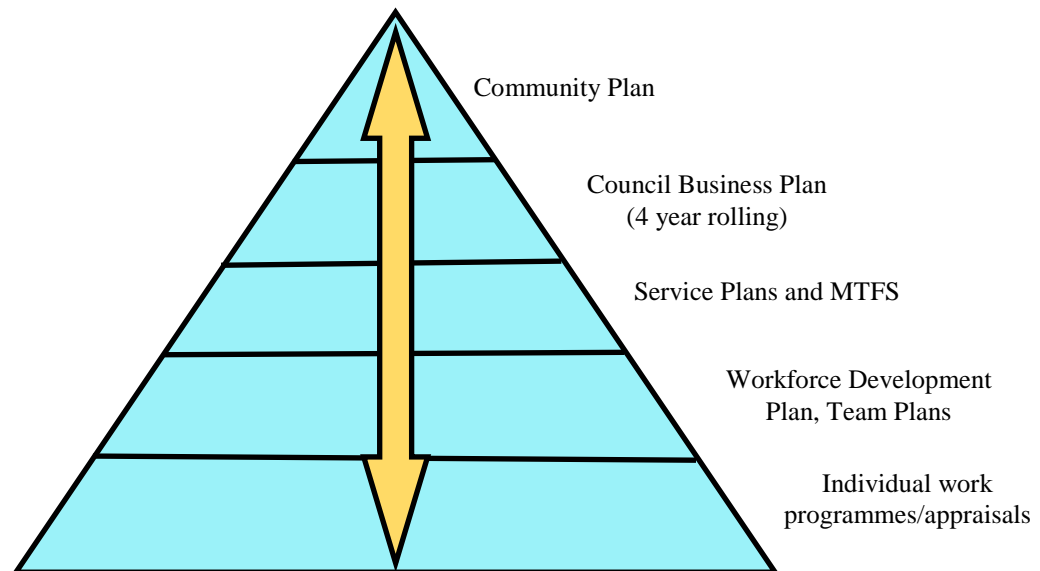 Community Plan
Council Business Plan
(4 year rolling)
Service Plans and MTFS
Workforce Development
Plan, Team Plans
Individual work
programmes/appraisals